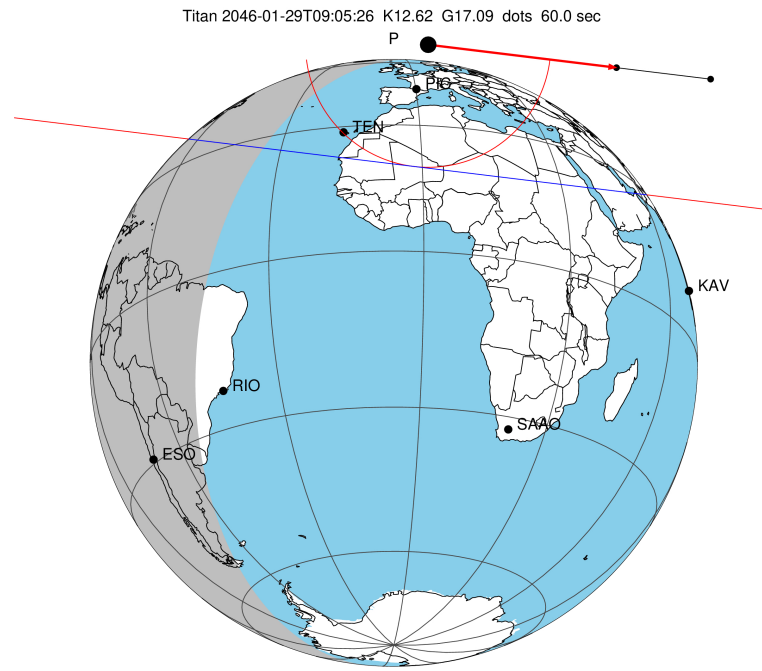 Titan 2046-01-29T09:05:26 K12.62 G17.09 dots 60.0 sec
P
PIC
TEN
KAV
RIO
SAAO
ESO